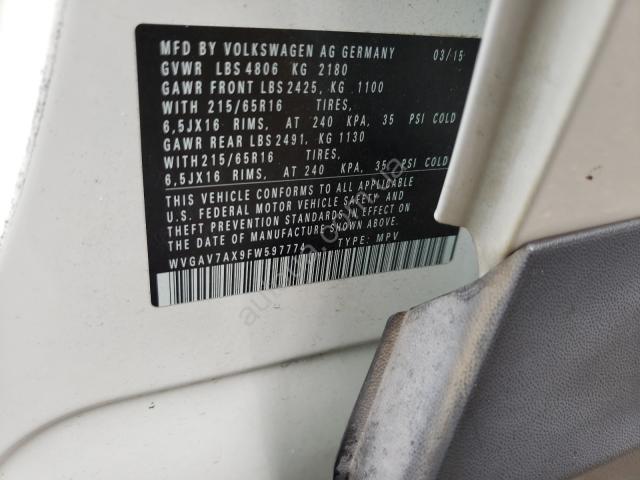 MFD BY VOLKSWAGEN AG GERMANY 03/15
GVWR LBS 4806 KG 2180
GAWR FRONT LBS 2425, KG 1100
WITH 215/65R16 TIRES,
6,5JX16 RIMS, AT 240 KPA, 35 PSI COLD
GAWR REAR LBS 2491, KG 1130
WITH 215/65R16 TIRES,
6,5JX16 RIMS, AT 240 KPA, 35 PSI COLD
THIS VEHICLE CONFORMS TO ALL APPLICABLE
U.S. FEDERAL MOTOR VEHICLE SAFETY AND
THEFT PREVENTION STANDARDS IN EFFECT
ON DATE OF MANUFACTURE SHOWN ABOVE.
TYPE: MPV